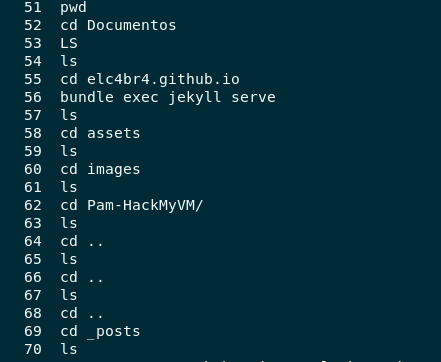 51 pwd
52 cd Documentos
53 LS
54 ls
55 cd elc4br4.github.io
56 bundle exec jekyll serve
57 ls
58 cd assets
59 ls
60 cd images
61 ls
62 cd Pam-HackMyVM/
63 ls
64 cd ..
65 ls
66 cd ..
67 ls
68 cd ..
69 cd _posts
70 ls